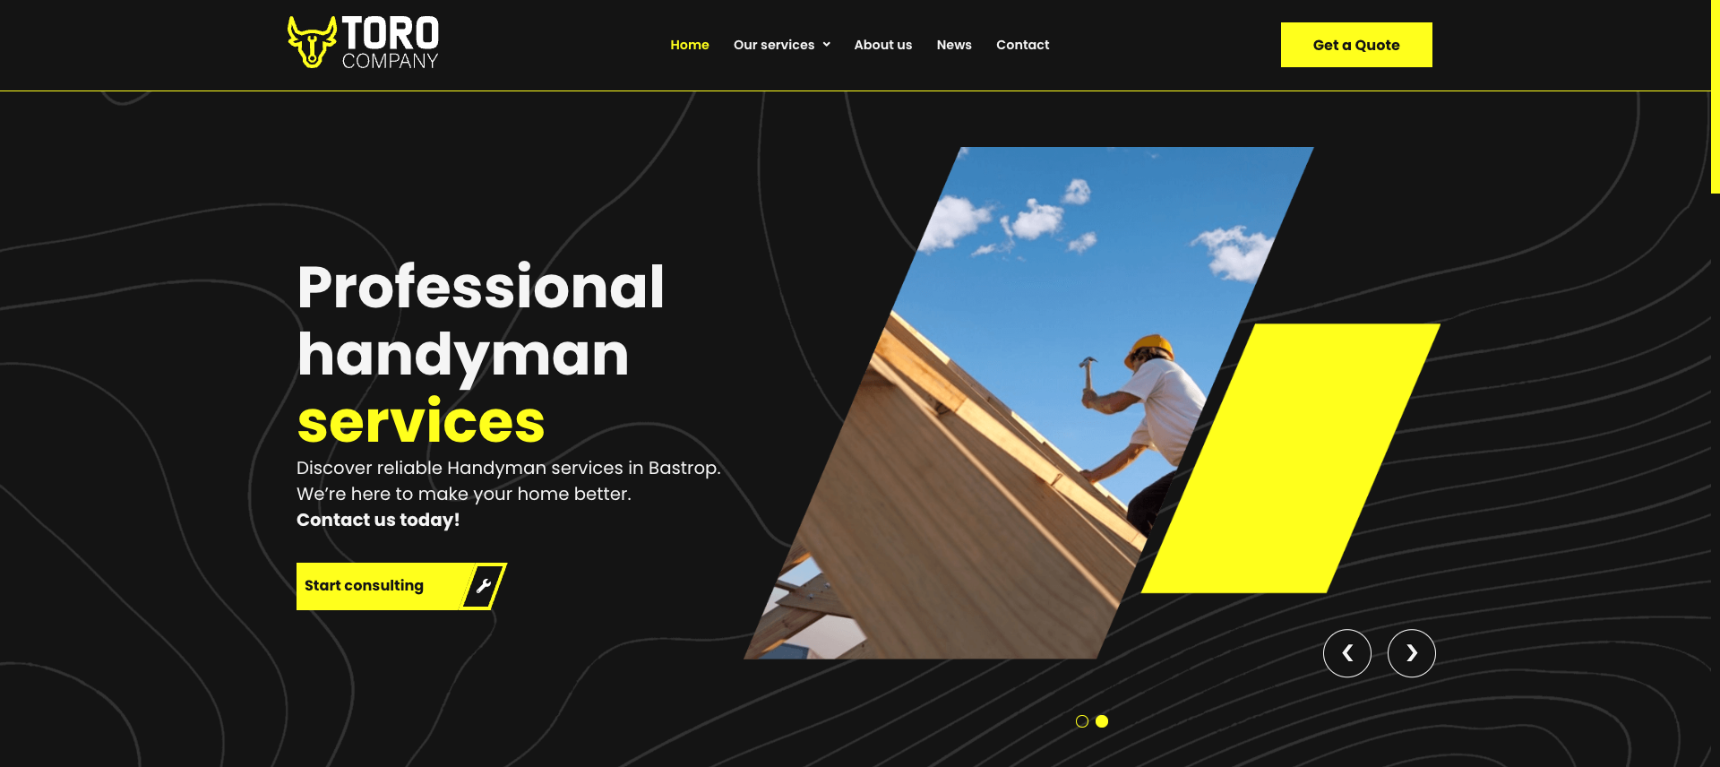 TORO
COMPANY
Home Our services About us News Contact
Get a Quote
Professional
handyman
services
Discover reliable Handyman services in Bastrop.
We’re here to make your home better.
Contact us today!
Start consulting